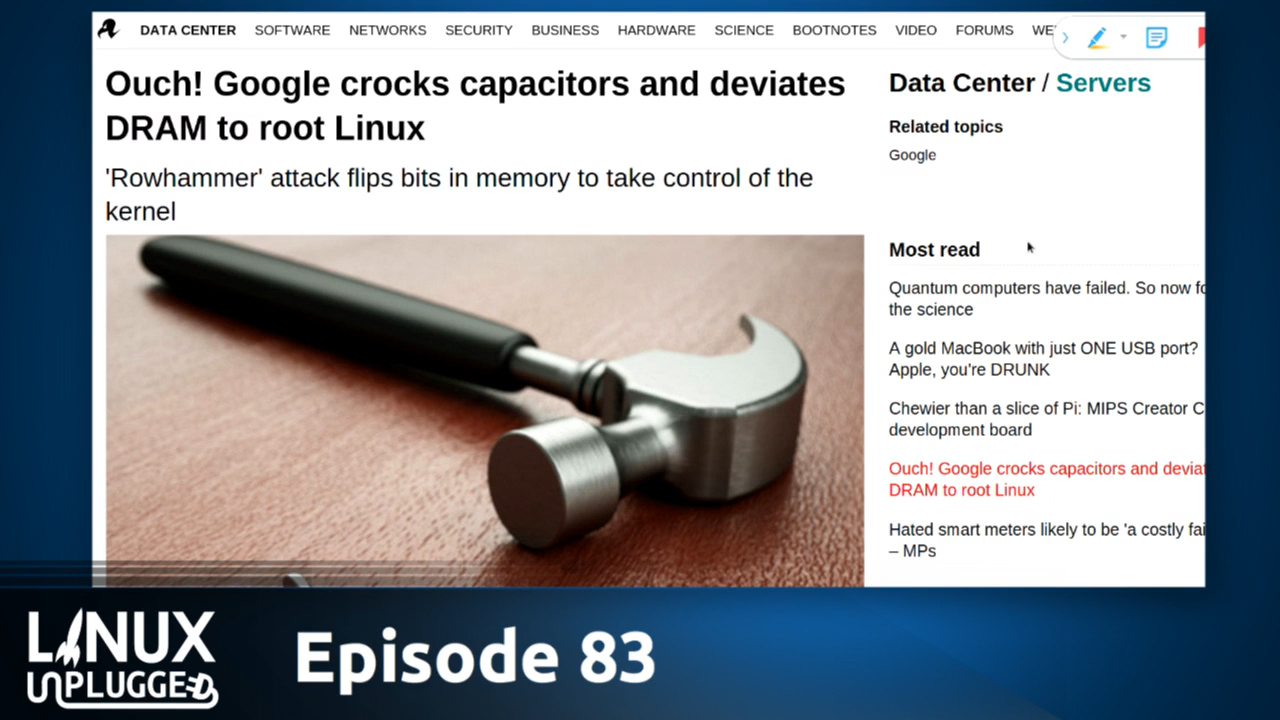 DATA CENTER SOFTWARE NETWORKS SECURITY BUSINESS HARDWARE SCIENCE BOOTNOTES VIDEO FORUMS
Ouch! Google crocks capacitors and deviates
DRAM to root Linux
'Rowhammer' attack flips bits in memory to take control of the
kernel
Data Center / Servers
Related topics
Google
Most read
Quantum computers have failed. So now
the science
A gold MacBook with just ONE USB port?
Apple, you're DRUNK
Chewier than a slice of Pi: MIPS Creator
development board
Ouch! Google crocks capacitors and
DRAM to root Linux
Hated smart meters likely to be 'a costly
– MPs
LINUX
UNPLUGGED
Episode 83